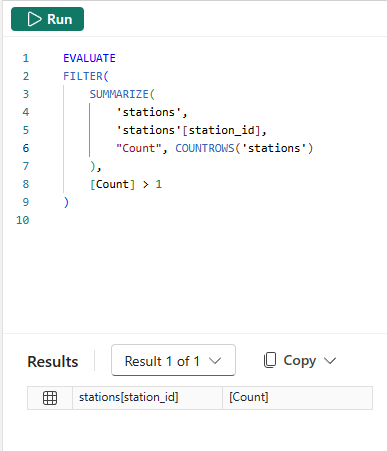 Run
1 EVALUATE
2 FILTER(
3 SUMMARIZE(
4 'stations',
5 'stations'[station_id],
6 "Count", COUNTROWS('stations')
7 ),
8 [Count] > 1
9 )
10
Results Result 1 of 1 Copy
stations[station_id] [Count]